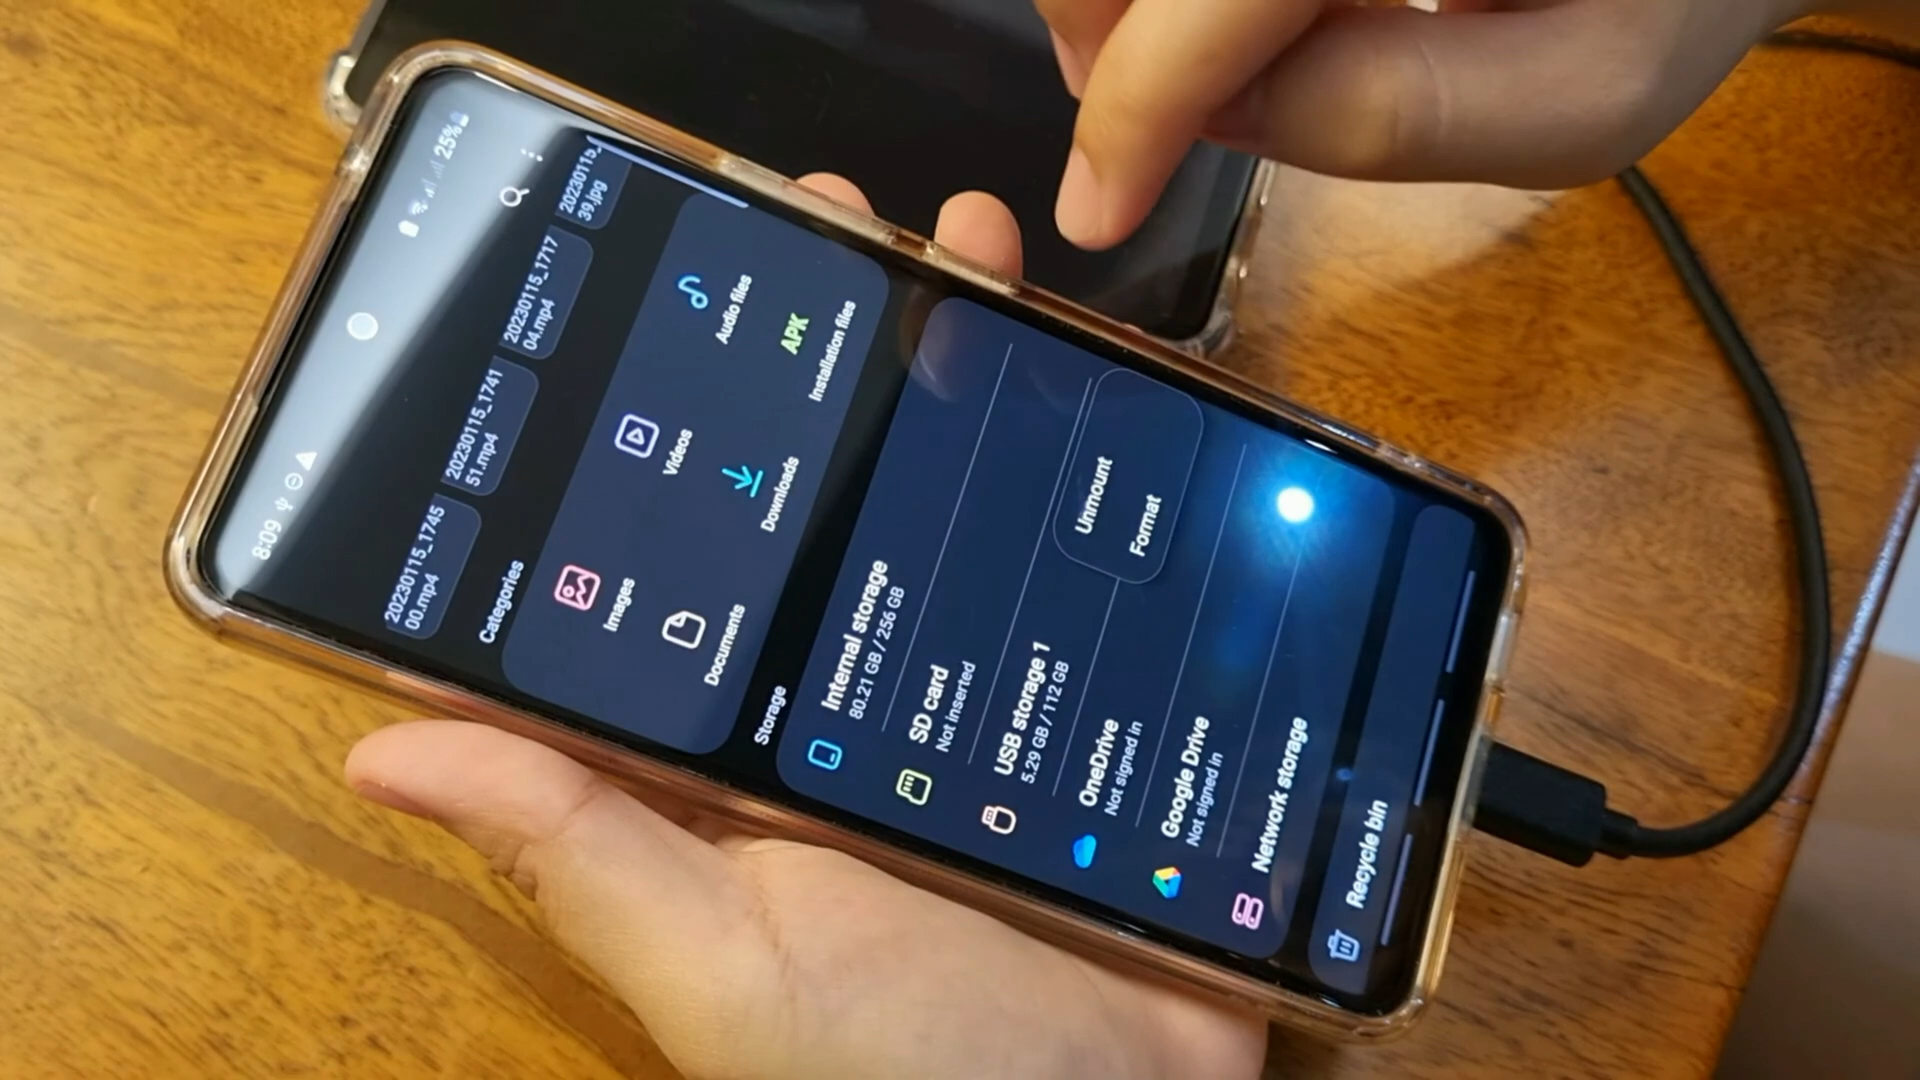 8:09
25%
20230115_1745
00.mp4
20230115_1741
51.mp4
20230115_1717
04.mp4
20230115_
39.jpg
Categories
Images
Videos
Audio files
Documents
Downloads
APK
Installation files
Storage
Internal storage
80.21 GB / 256 GB
SD card
Not inserted
USB storage 1
5.29 GB / 112 GB
Unmount
Format
OneDrive
Not signed in
Google Drive
Not signed in
Network storage
Recycle bin